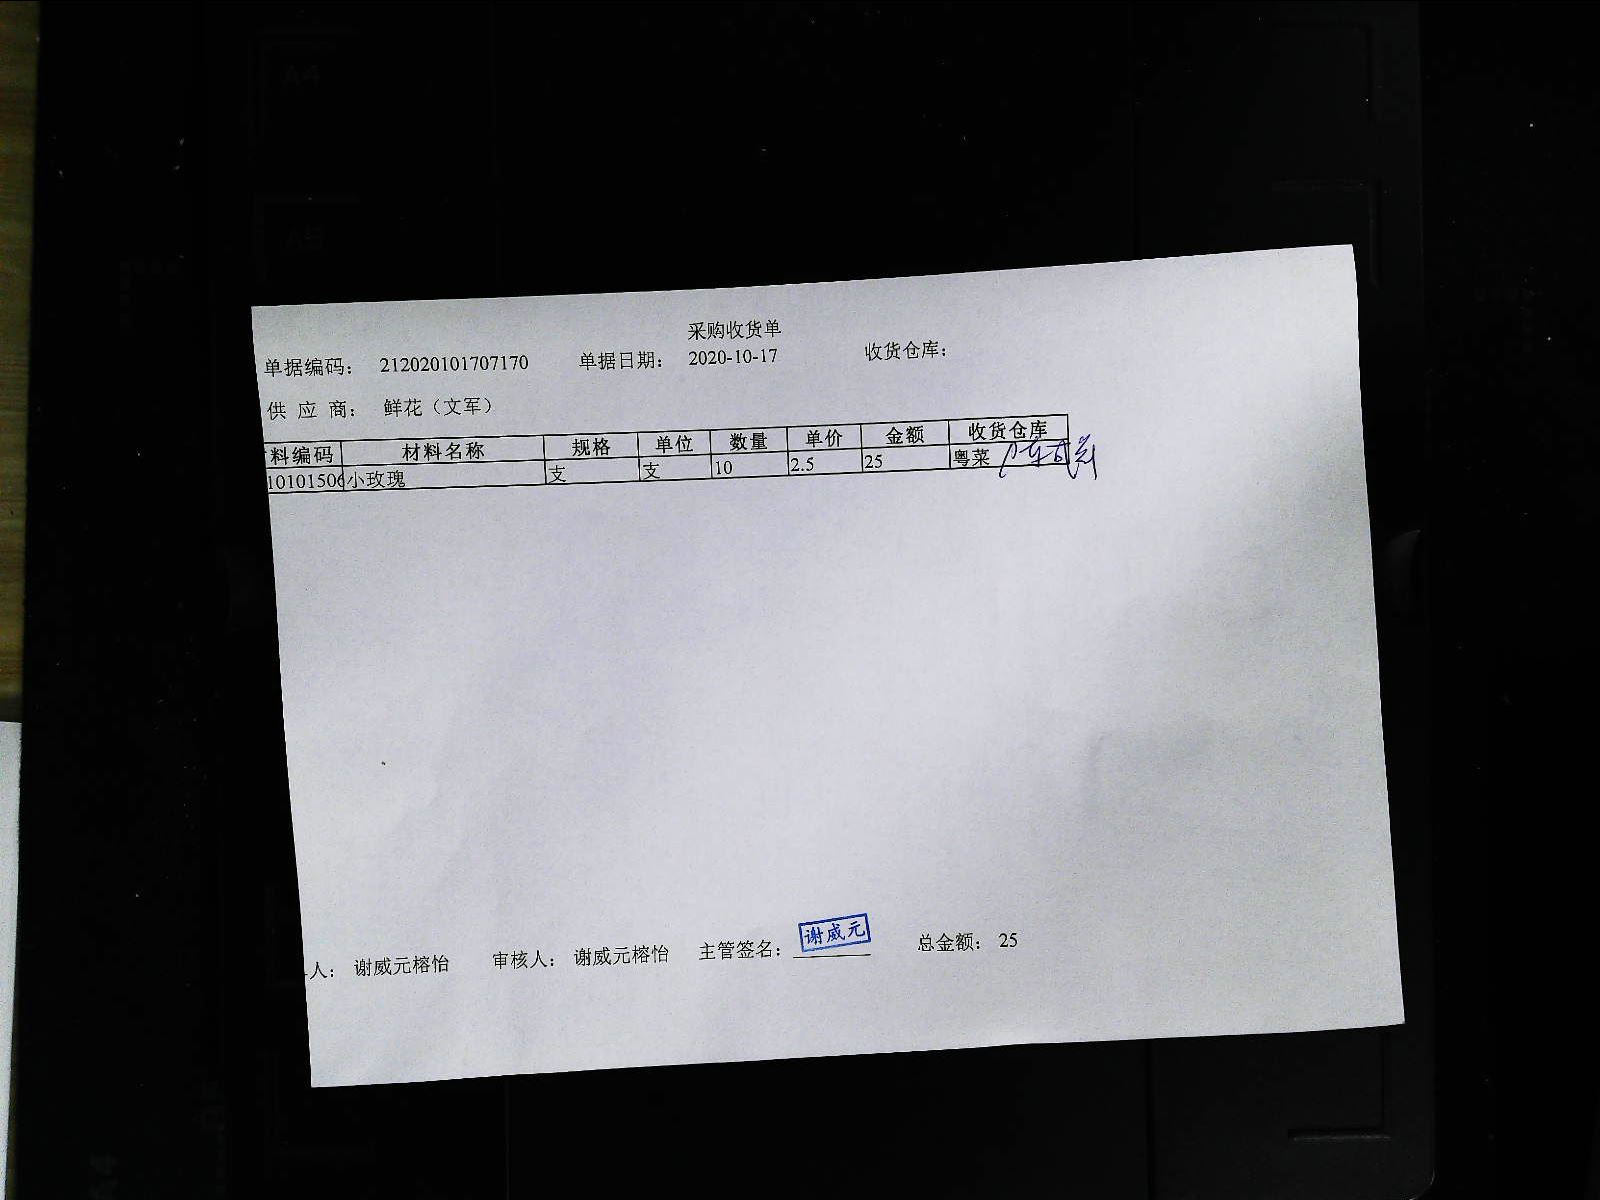 采购收货单
单据编码： 212020101707170 单据日期： 2020-10-17 收货仓库：
供 应 商： 鲜花（文军）
料编码 材料名称 规格 单位 数量 单价 金额 收货仓库
10101506 小玫瑰 支 支 10 2.5 25 粤菜
人： 谢威元榕怡 审核人： 谢威元榕怡 主管签名： 谢威元 总金额： 25
A4
A5